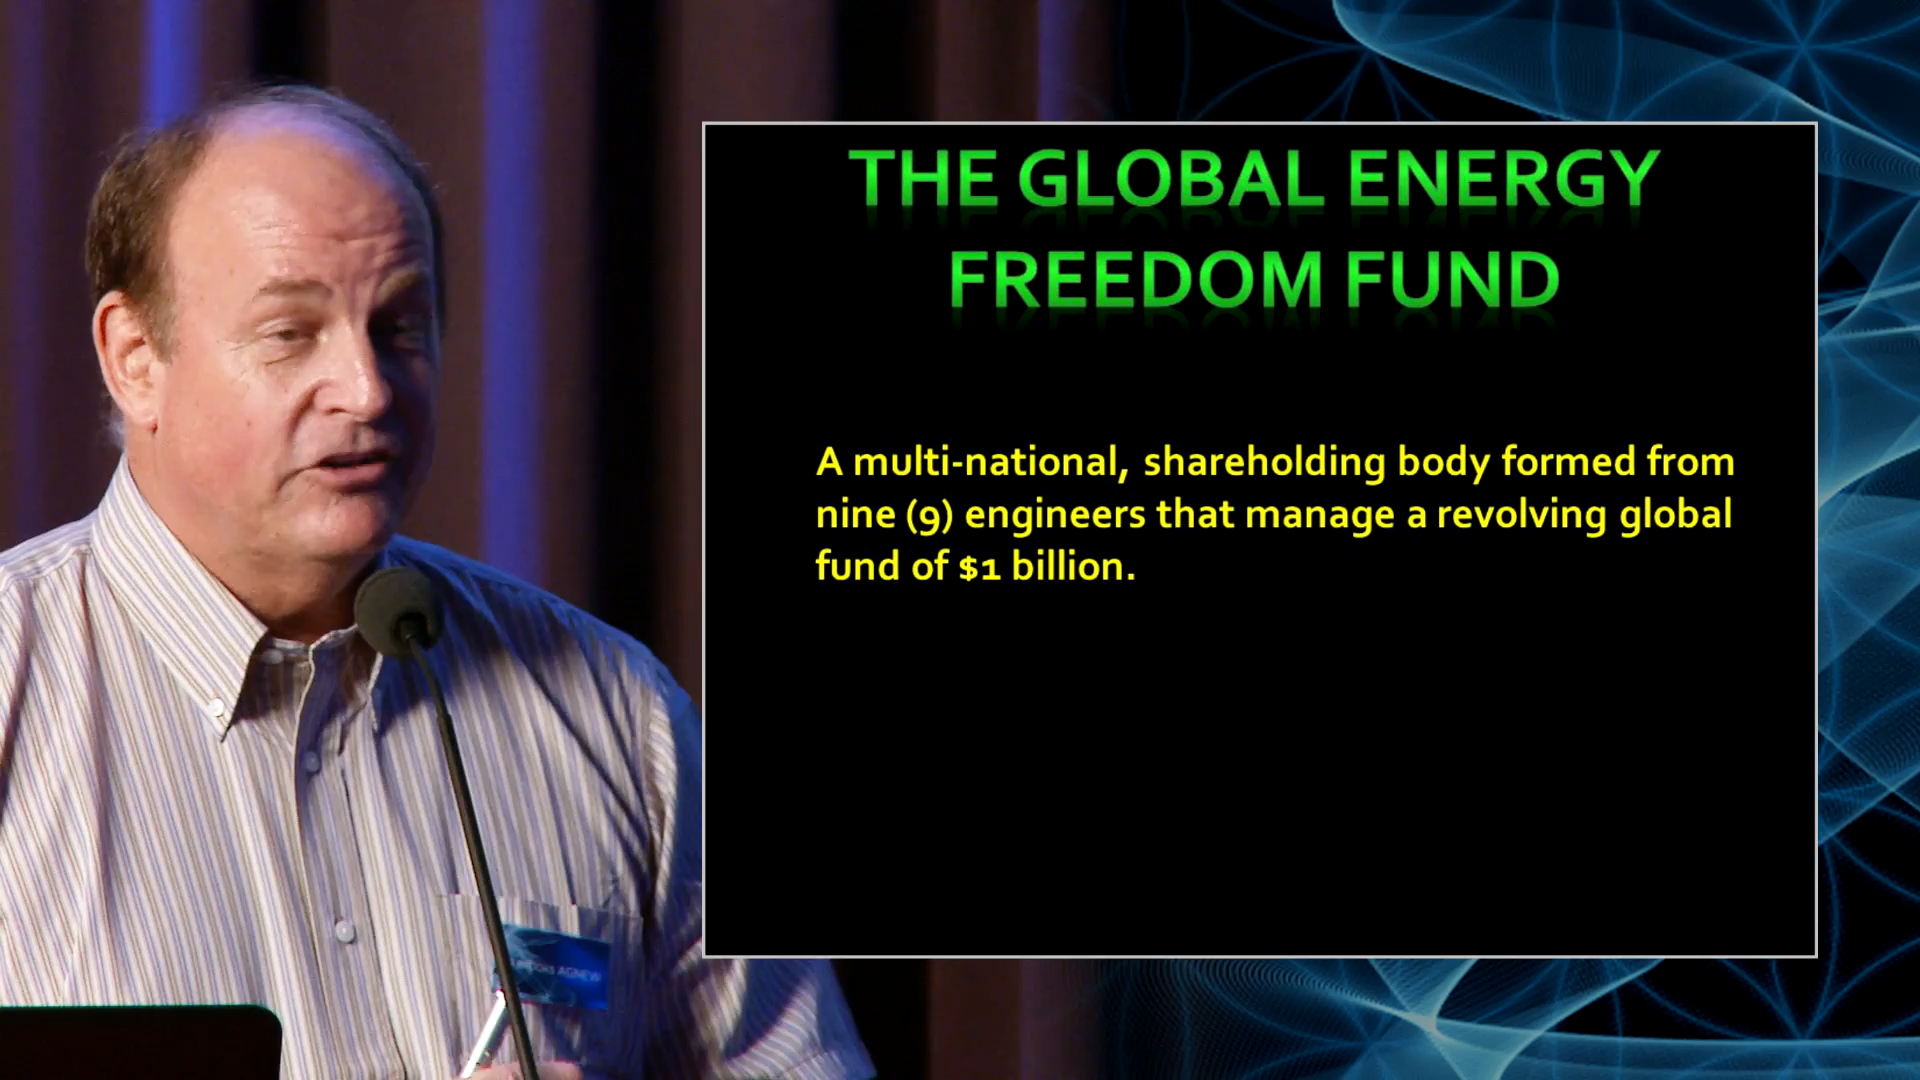 THE GLOBAL ENERGY
FREEDOM FUND
A multi-national, shareholding body formed from
nine (9) engineers that manage a revolving global
fund of $1 billion.
AGNEW